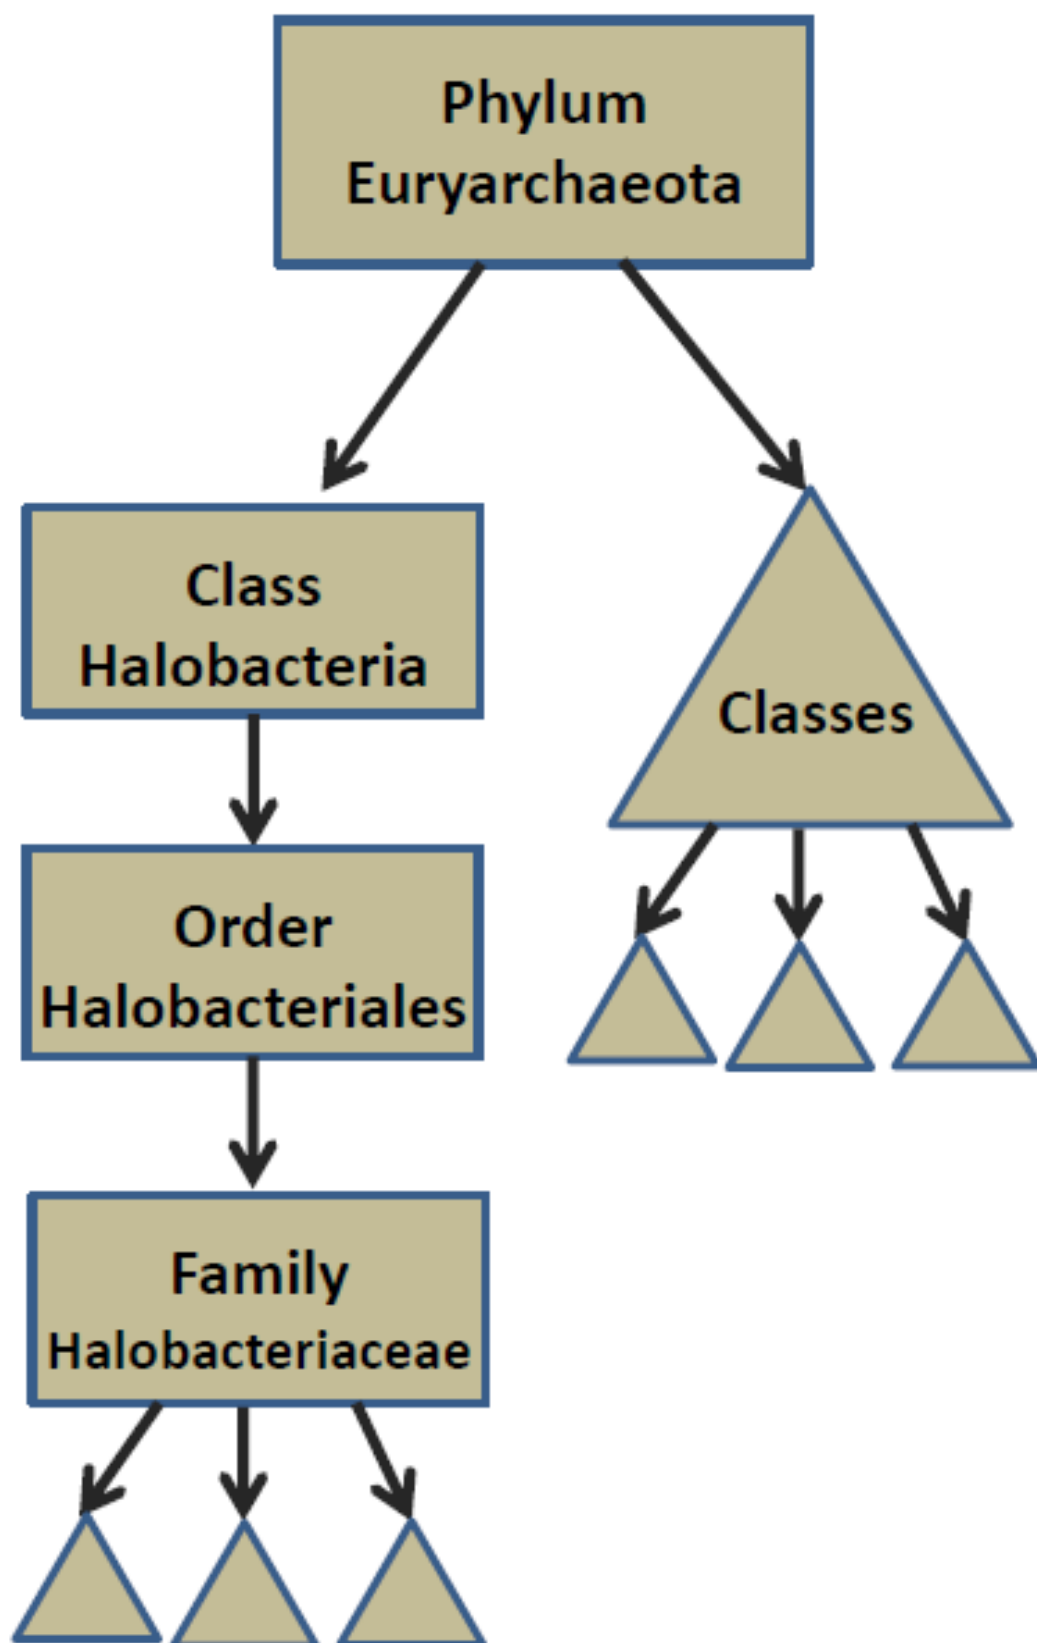 Phylum
Euryarchaeota
Class
Halobacteria
Classes
Order
Halobacteriales
Family
Halobacteriaceae